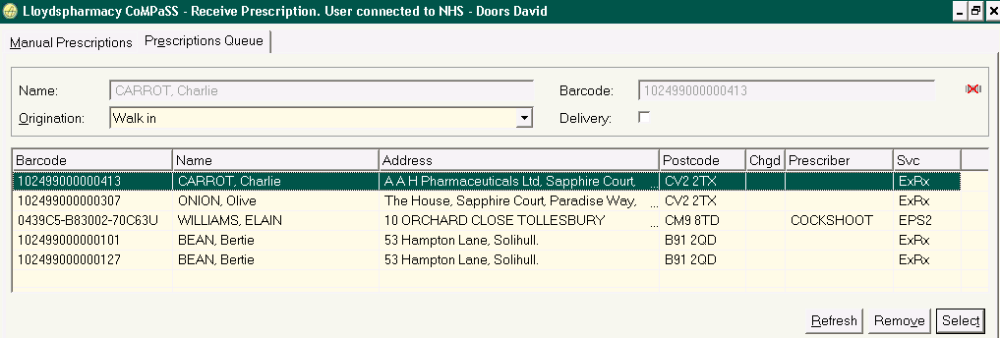 Lloydspharmacy CoMPaSS - Receive Prescription. User connected to NHS - Doors David
Manual Prescriptions Prescriptions Queue
Name: CARROT, Charlie Barcode: 102499000000413
Origination: Walk in Delivery:
Barcode Name Address Postcode Chgd Prescriber Svc
102499000000413 CARROT, Charlie A A H Pharmaceuticals Ltd, Sapphire Court, ... CV2 2TX ExRx
102499000000307 ONION, Olive The House, Sapphire Court, Paradise Way, ... CV2 2TX ExRx
0439C5-B83002-70C63U WILLIAMS, ELAIN 10 ORCHARD CLOSE TOLLESBURY ... CM9 8TD COCKSHOOT EPS2
102499000000101 BEAN, Bertie 53 Hampton Lane, Solihull. B91 2QD ExRx
102499000000127 BEAN, Bertie 53 Hampton Lane, Solihull. B91 2QD ExRx
Refresh Remove Select